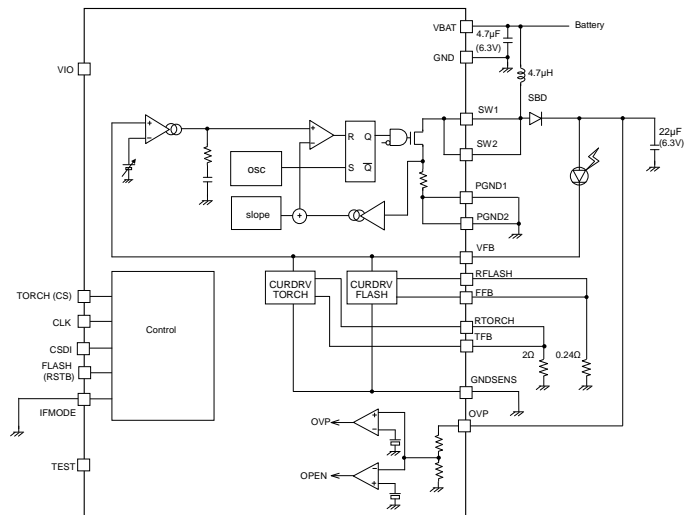 VBAT
4.7μF
(6.3V)
Battery
GND
VIO
4.7μH
SBD
SW1
22μF
(6.3V)
+
−
+
−
R Q
S Q
SW2
osc
slope
+
PGND1
PGND2
VFB
CURDRV
TORCH
CURDRV
FLASH
RFLASH
FFB
TORCH (CS)
CLK
CSDI
FLASH
(RSTB)
IFMODE
TEST
Control
RTORCH
TFB
2Ω
0.24Ω
GNDSENS
OVP
OVP
+
−
OPEN
−
+